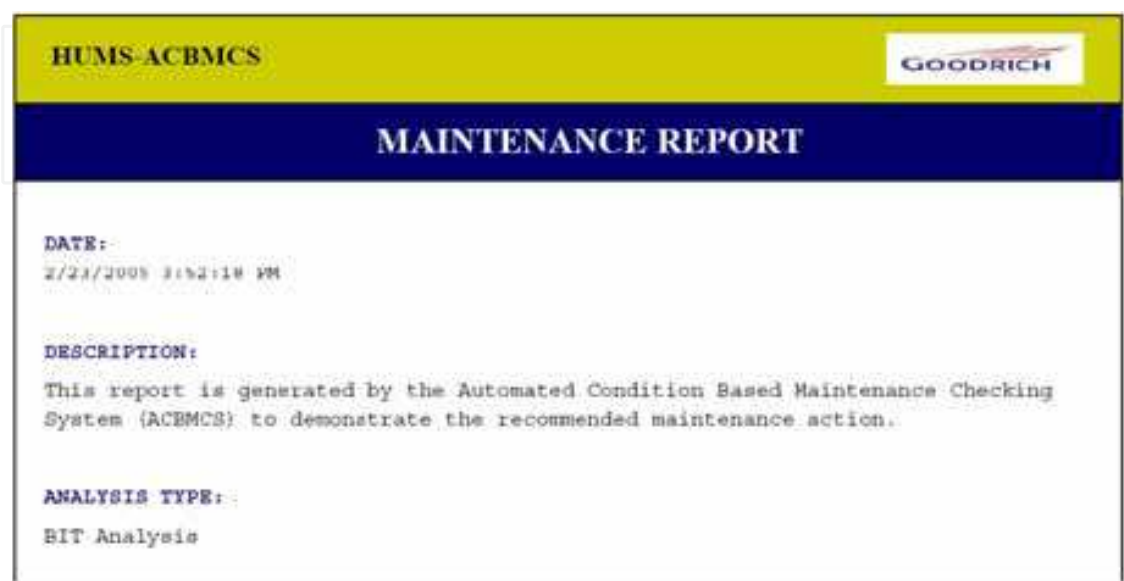 HUMS-ACBMCS
GOODRICH
MAINTENANCE REPORT
DATE:
2/23/2005 3:52:18 PM
DESCRIPTION:
This report is generated by the Automated Condition Based Maintenance Checking
System (ACBMCS) to demonstrate the recommended maintenance action.
ANALYSIS TYPE:
BIT Analysis